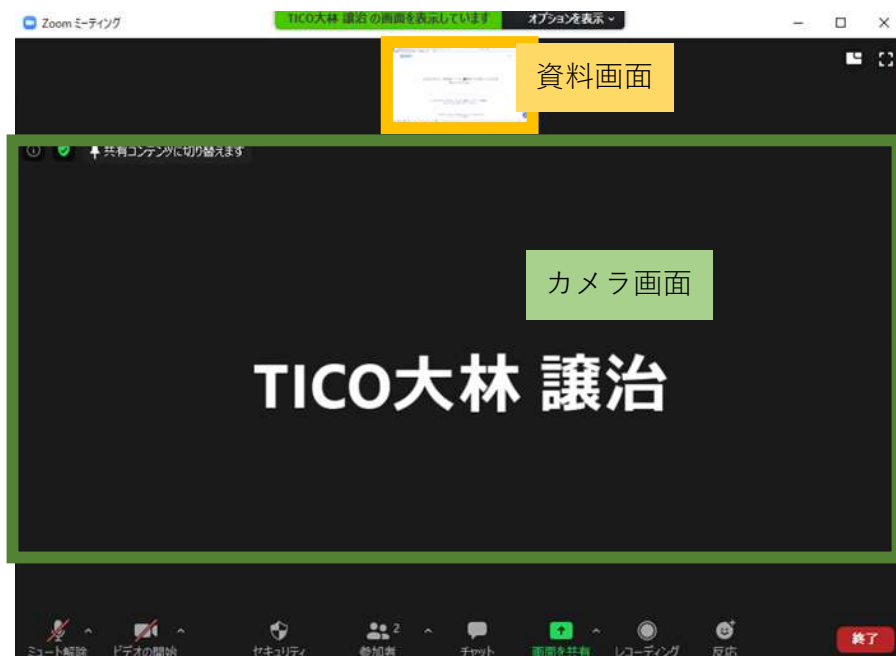 Zoom ミーティング
TICO大林 譲治 の画面を表示しています
オプションを表示
資料画面
共有コンテンツに切り替えます
カメラ画面
TICO大林 譲治
ミュート解除
ビデオの開始
セキュリティ
参加者
2
チャット
画面を共有
レコーディング
反応
終了